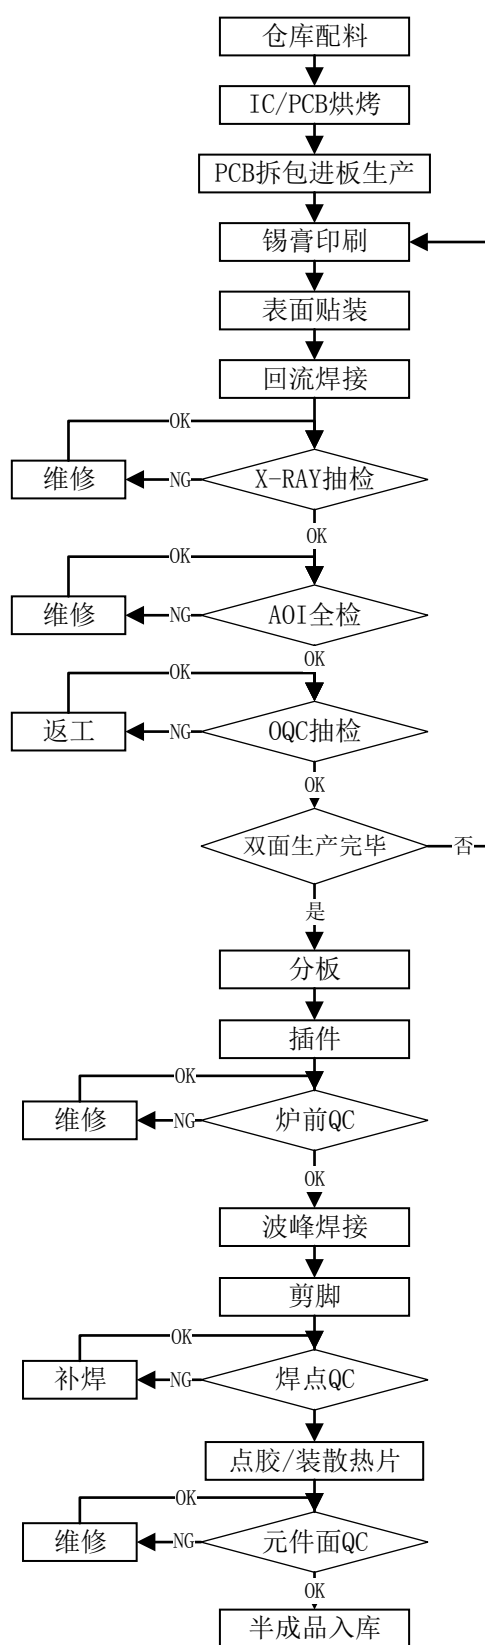 仓库配料
IC/PCB烘烤
PCB拆包进板生产
锡膏印刷
表面贴装
回流焊接
OK
维修
NG
X-RAY抽检
OK
OK
维修
NG
AOI全检
OK
OK
返工
NG
OQC抽检
OK
双面生产完毕
否
是
分板
插件
OK
维修
NG
炉前QC
OK
波峰焊接
剪脚
OK
补焊
NG
焊点QC
点胶/装散热片
OK
维修
NG
元件面QC
OK
半成品入库